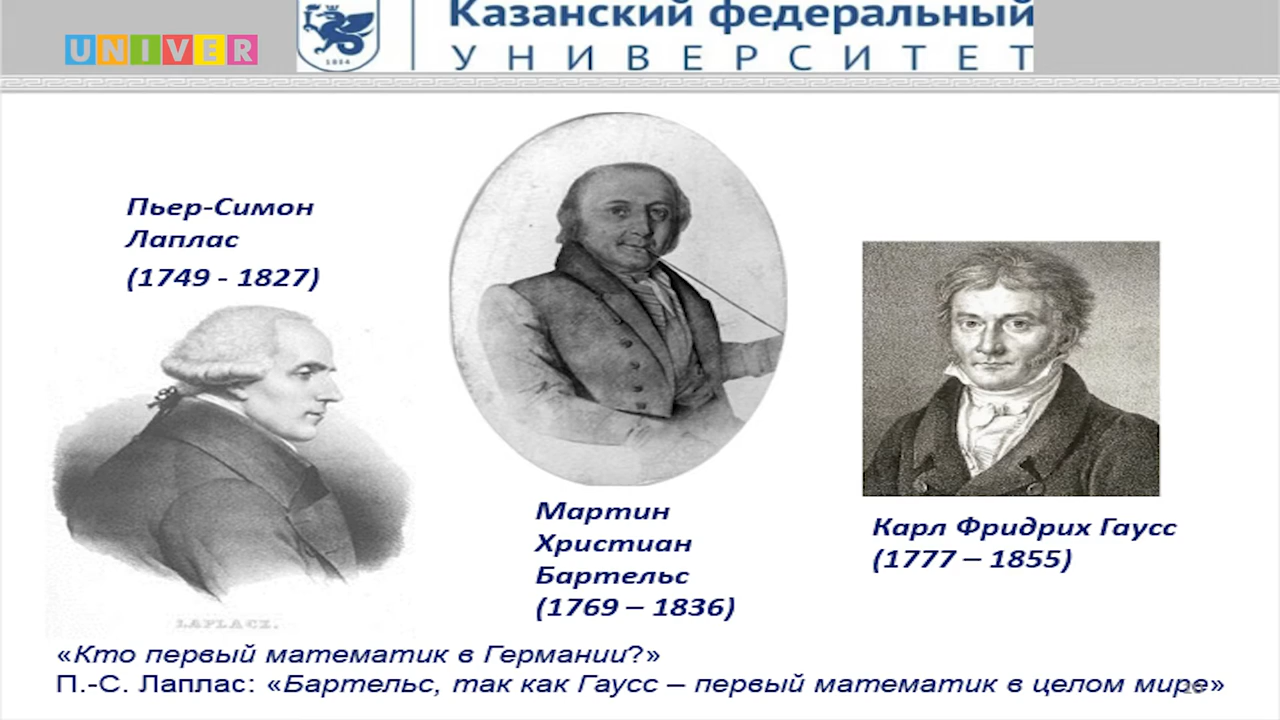 UNIVER
Казанский федеральный
УНИВЕРСИТЕТ
1804
Пьер-Симон
Лаплас
(1749 - 1827)
LAPLACE.
Мартин
Христиан
Бартельс
(1769 – 1836)
Карл Фридрих Гаусс
(1777 – 1855)
«Кто первый математик в Германии?»
П.-С. Лаплас: «Бартельс, так как Гаусс – первый математик в целом мире»